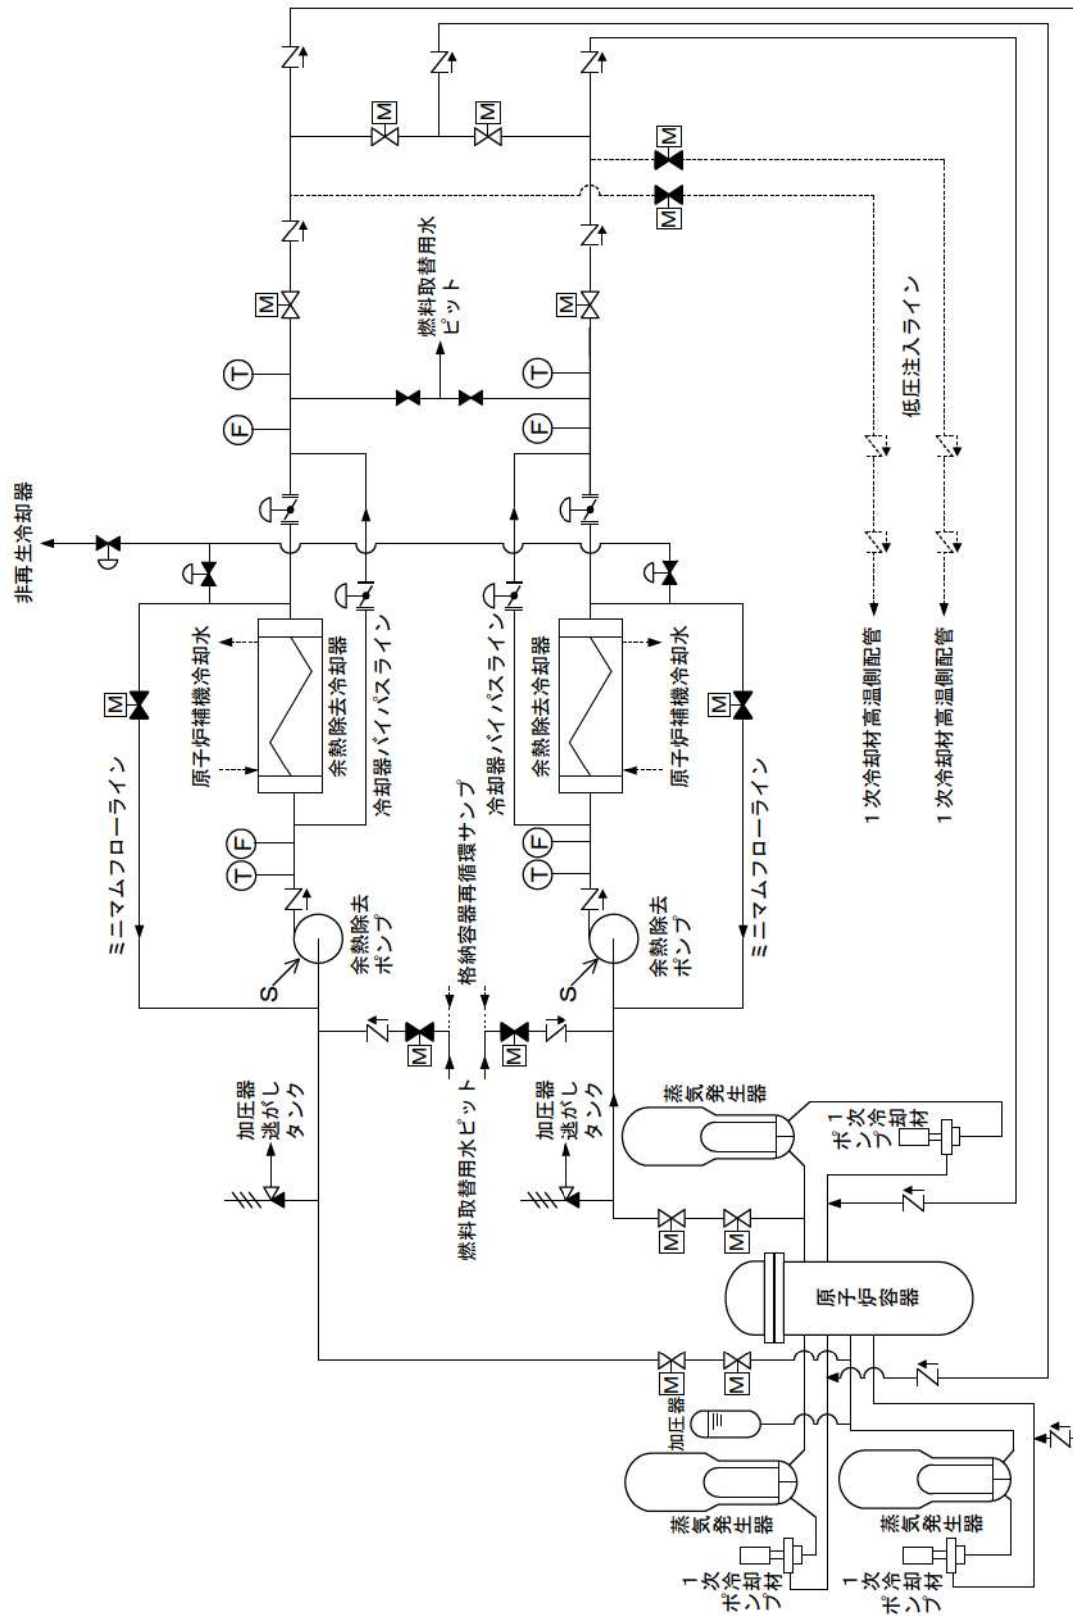 非再生冷却器
M
ミニマムフローライン
原子炉補機冷却水
余熱除去冷却器
冷却器バイパスライン
T
F
S
余熱除去
ポンプ
加圧器
逃がし
タンク
F
T
M
M
M
燃料取替用水
ピット
M
格納容器再循環サンプ
燃料取替用水ピット
M
冷却器バイパスライン
余熱除去冷却器
原子炉補機冷却水
M
ミニマムフローライン
T
F
S
余熱除去
ポンプ
加圧器
逃がし
タンク
F
T
M
M
M
低圧注入ライン
1次冷却材高温側配管
1次冷却材高温側配管
蒸気発生器
1次冷却材
ポンプ
M
M
原子炉容器
M
M
加圧器
蒸気発生器
1次冷却材
ポンプ
蒸気発生器
1次冷却材
ポンプ